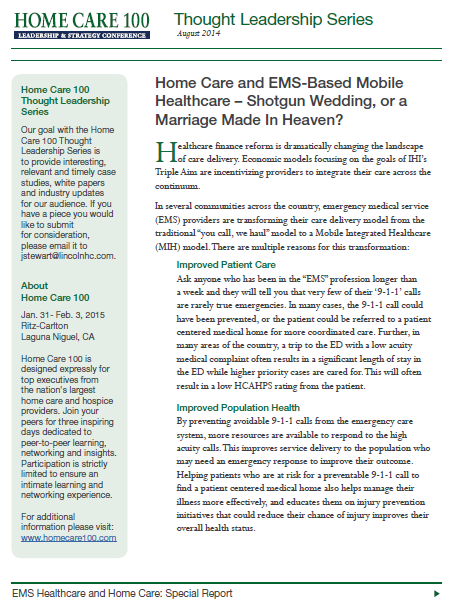 HOME CARE 100
LEADERSHIP & STRATEGY CONFERENCE
Thought Leadership Series
August 2014
Home Care 100
Thought Leadership
Series
Our goal with the Home
Care 100 Thought
Leadership Series is
to provide interesting,
relevant and timely case
studies, white papers
and industry updates
for our audience. If you
have a piece you would
like to submit
for consideration,
please email it to
jstewart@lincolnhc.com.
About
Home Care 100
Jan. 31- Feb. 3, 2015
Ritz-Carlton
Laguna Niguel, CA
Home Care 100 is
designed expressly for
top executives from
the nation's largest
home care and hospice
providers. Join your
peers for three inspiring
days dedicated to
peer-to-peer learning,
networking and insights.
Participation is strictly
limited to ensure an
intimate learning and
networking experience.
For additional
information please visit:
www.homecare100.com
Home Care and EMS-Based Mobile
Healthcare – Shotgun Wedding, or a
Marriage Made In Heaven?
Healthcare finance reform is dramatically changing the landscape
of care delivery. Economic models focusing on the goals of IHI's
Triple Aim are incentivizing providers to integrate their care across the
continuum.
In several communities across the country, emergency medical service
(EMS) providers are transforming their care delivery model from the
traditional "you call, we haul" model to a Mobile Integrated Healthcare
(MIH) model. There are multiple reasons for this transformation:
Improved Patient Care
Ask anyone who has been in the "EMS" profession longer than
a week and they will tell you that very few of their '9-1-1' calls
are rarely true emergencies. In many cases, the 9-1-1 call could
have been prevented, or the patient could be referred to a patient
centered medical home for more coordinated care. Further, in
many areas of the country, a trip to the ED with a low acuity
medical complaint often results in a significant length of stay in
the ED while higher priority cases are cared for. This will often
result in a low HCAHPS rating from the patient.
Improved Population Health
By preventing avoidable 9-1-1 calls from the emergency care
system, more resources are available to respond to the high
acuity calls. This improves service delivery to the population who
may need an emergency response to improve their outcome.
Helping patients who are at risk for a preventable 9-1-1 call to
find a patient centered medical home also helps manage their
illness more effectively, and educates them on injury prevention
initiatives that could reduce their chance of injury improves their
overall health status.
EMS Healthcare and Home Care: Special Report